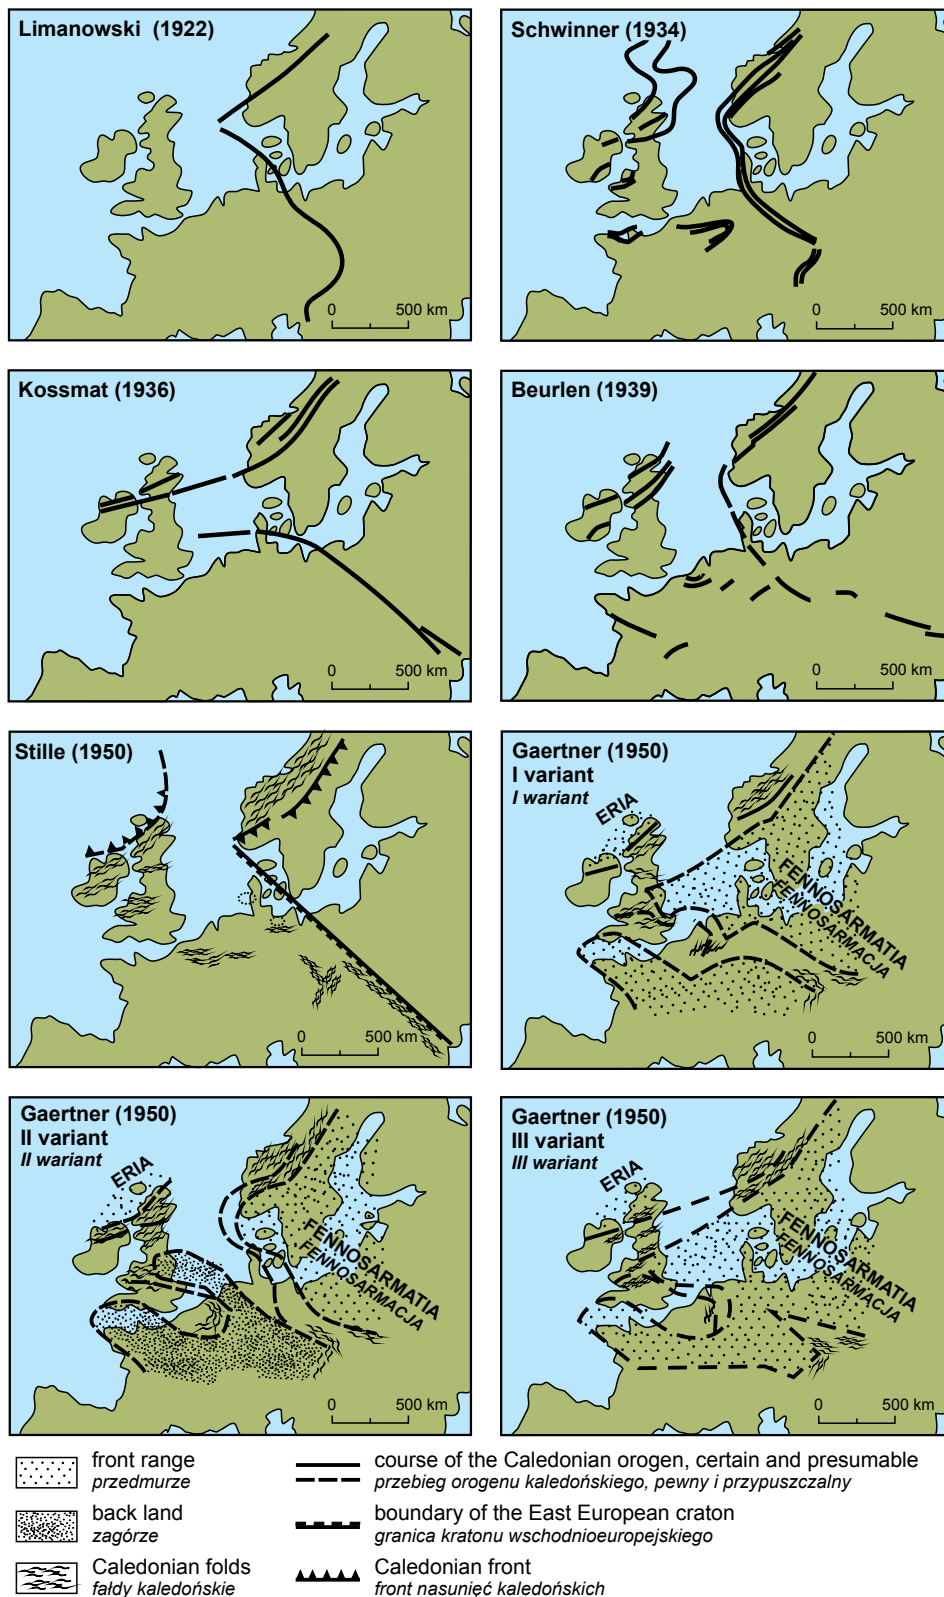 Limanowski (1922)
0 500 km
Schwinner (1934)
0 500 km
Kossmat (1936)
0 500 km
Beurlen (1939)
0 500 km
Stille (1950)
0 500 km
Gaertner (1950)
I variant
I wariant
ERIA
FENNOSARMATIA
FENNOSARMACJA
0 500 km
Gaertner (1950)
II variant
II wariant
ERIA
FENNOSARMATIA
FENNOSARMACJA
0 500 km
Gaertner (1950)
III variant
III wariant
ERIA
FENNOSARMATIA
FENNOSARMACJA
0 500 km
front range
przedmurze
back land
zagórze
Caledonian folds
fałdy kaledońskie
course of the Caledonian orogen, certain and presumable
przebieg orogenu kaledońskiego, pewny i przypuszczalny
boundary of the East European craton
granica kratonu wschodnioeuropejskiego
Caledonian front
front nasunięć kaledońskich